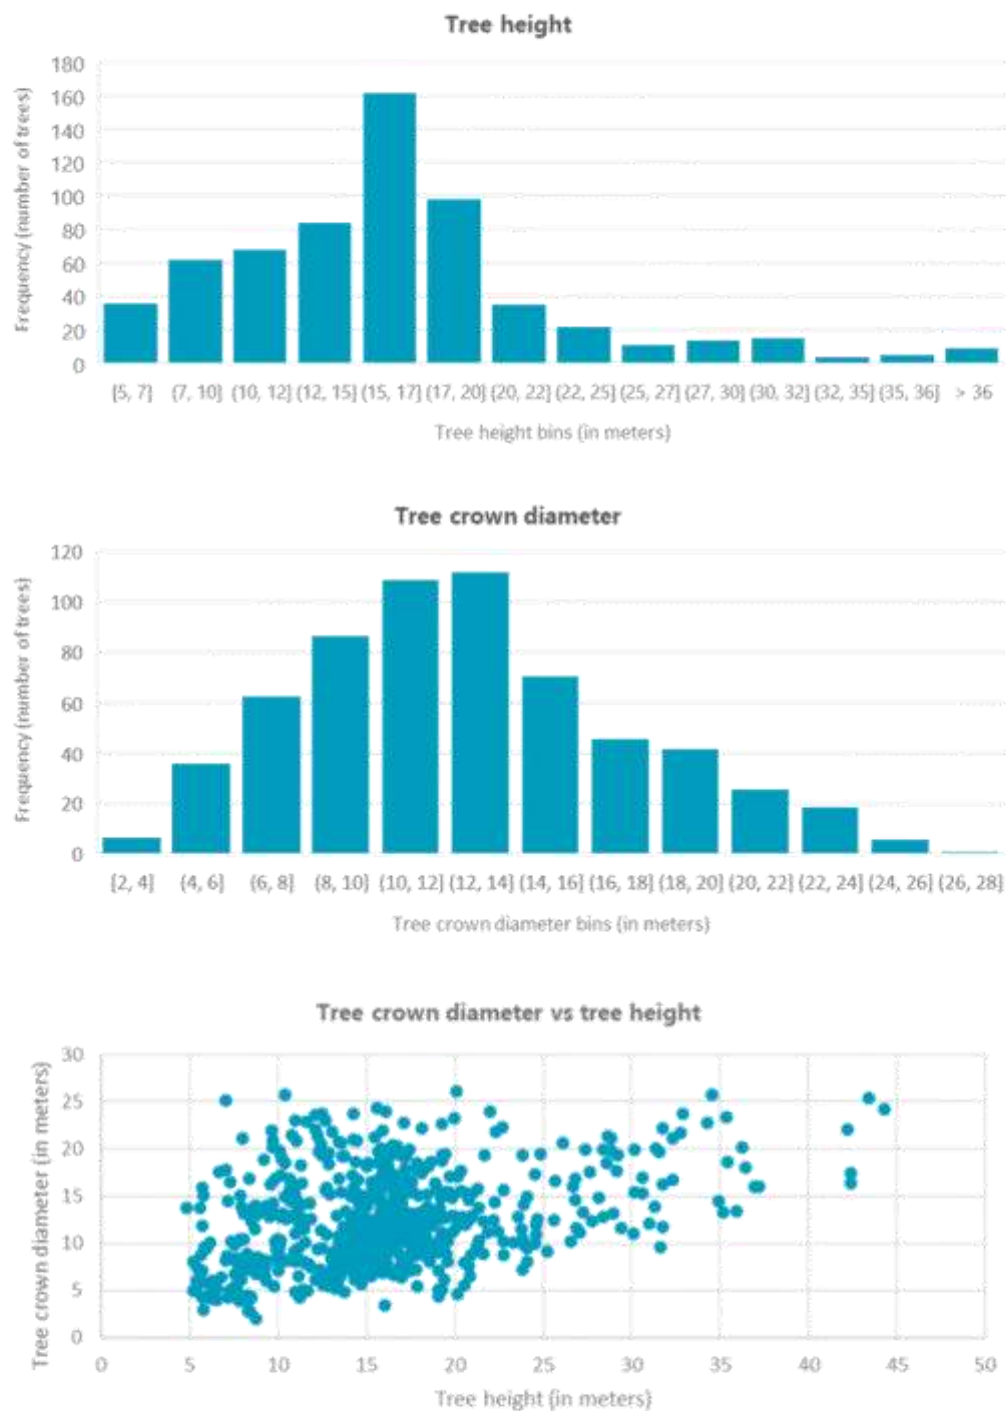 Tree height
Frequency (number of trees)
180
160
140
120
100
80
60
40
20
0
[5, 7] (7, 10] (10, 12] (12, 15] (15, 17] (17, 20] (20, 22] (22, 25] (25, 27] (27, 30] (30, 32] (32, 35] (35, 36] > 36
Tree height bins (in meters)
Tree crown diameter
Frequency (number of trees)
120
100
80
60
40
20
0
[2, 4] (4, 6] (6, 8] (8, 10] (10, 12] (12, 14] (14, 16] (16, 18] (18, 20] (20, 22] (22, 24] (24, 26] (26, 28]
Tree crown diameter bins (in meters)
Tree crown diameter vs tree height
Tree crown diameter (in meters)
30
25
20
15
10
5
0
0 5 10 15 20 25 30 35 40 45 50
Tree height (in meters)